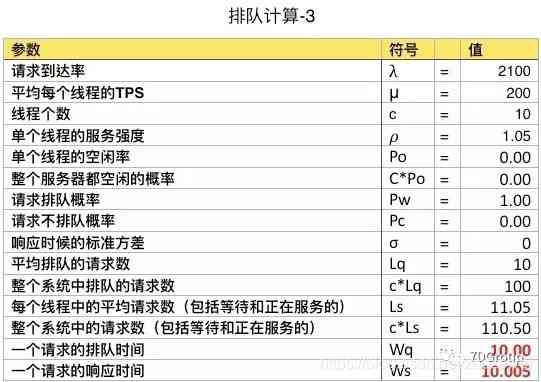 排队计算-3
参数 符号 值
请求到达率 λ = 2100
平均每个线程的TPS μ = 200
线程个数 c = 10
单个线程的服务强度 ρ = 1.05
单个线程的空闲率 Po = 0.00
整个服务器都空闲的概率 C*Po = 0.00
请求排队概率 Pw = 1.00
请求不排队概率 Pc = 0.00
响应时候的标准方差 σ = 0
平均排队的请求数 Lq = 10
整个系统中排队的请求数 c*Lq = 100
每个线程中的平均请求数（包括等待和正在服务的） Ls = 11.05
整个系统中的请求数（包括等待和正在服务的） c*Ls = 110.50
一个请求的排队时间 Wq = 10.00
一个请求的响应时间 Ws = 10.005
7DGroup